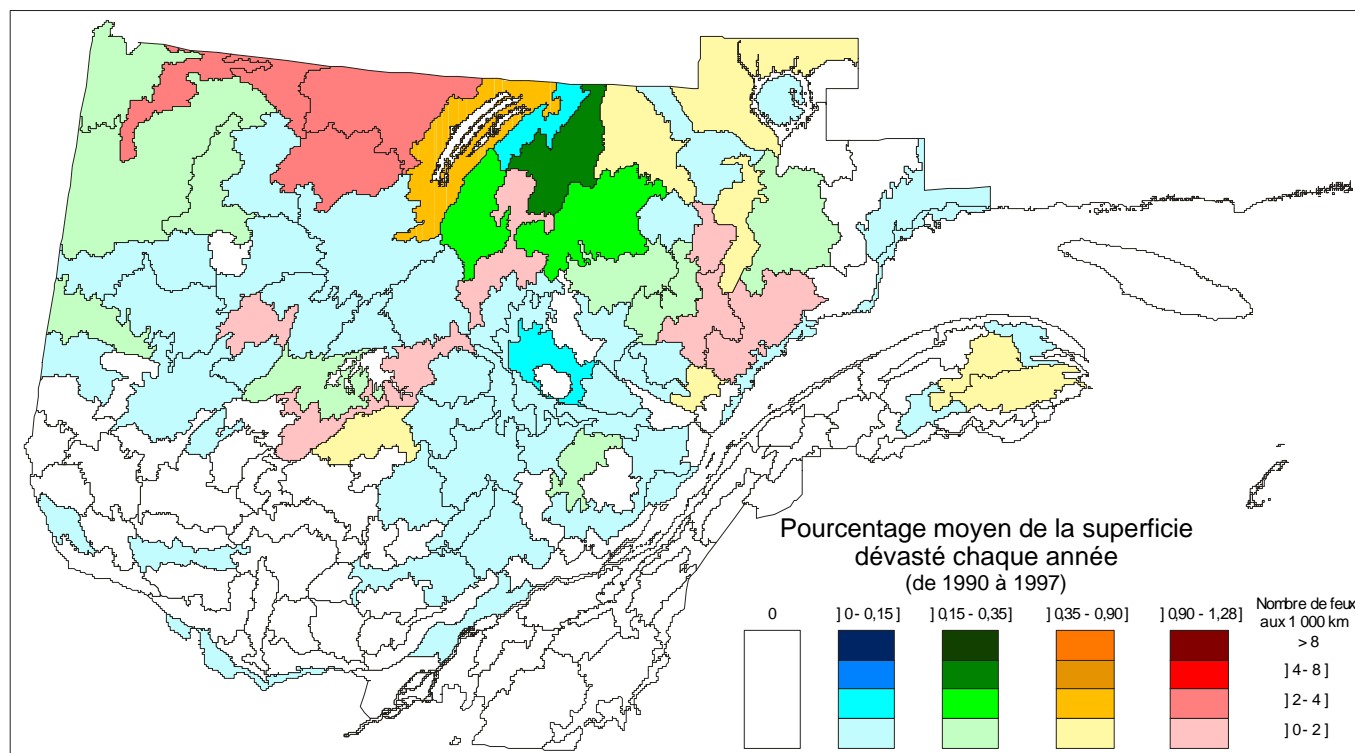 Pourcentage moyen de la superficie
dévasté chaque année
(de 1990 à 1997)
0 ] 0 - 0,15 ] ] 0,15 - 0,35] ] 0,35 - 0,90] ] 0,90 - 1,28] Nombre de feux
aux 1 000 km
> 8
] 4 - 8 ]
] 2 - 4 ]
] 0 - 2 ]